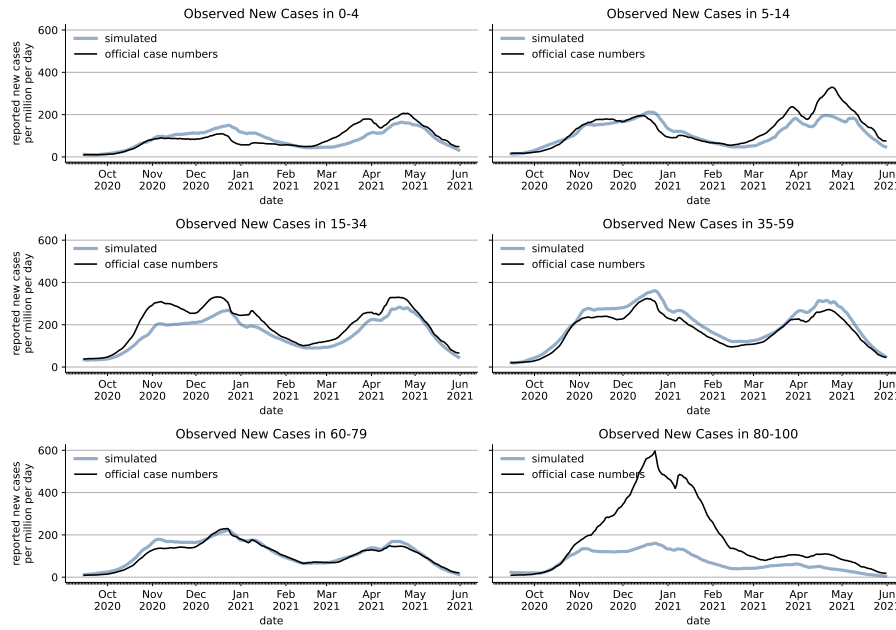 Observed New Cases in 0-4
reported new cases
per million per day
600
400
200
0
simulated
official case numbers
Oct 2020 Nov 2020 Dec 2020 Jan 2021 Feb 2021 Mar 2021 Apr 2021 May 2021 Jun 2021
date
Observed New Cases in 5-14
simulated
official case numbers
Oct 2020 Nov 2020 Dec 2020 Jan 2021 Feb 2021 Mar 2021 Apr 2021 May 2021 Jun 2021
date
Observed New Cases in 15-34
reported new cases
per million per day
600
400
200
0
simulated
official case numbers
Oct 2020 Nov 2020 Dec 2020 Jan 2021 Feb 2021 Mar 2021 Apr 2021 May 2021 Jun 2021
date
Observed New Cases in 35-59
simulated
official case numbers
Oct 2020 Nov 2020 Dec 2020 Jan 2021 Feb 2021 Mar 2021 Apr 2021 May 2021 Jun 2021
date
Observed New Cases in 60-79
reported new cases
per million per day
600
400
200
0
simulated
official case numbers
Oct 2020 Nov 2020 Dec 2020 Jan 2021 Feb 2021 Mar 2021 Apr 2021 May 2021 Jun 2021
date
Observed New Cases in 80-100
simulated
official case numbers
Oct 2020 Nov 2020 Dec 2020 Jan 2021 Feb 2021 Mar 2021 Apr 2021 May 2021 Jun 2021
date